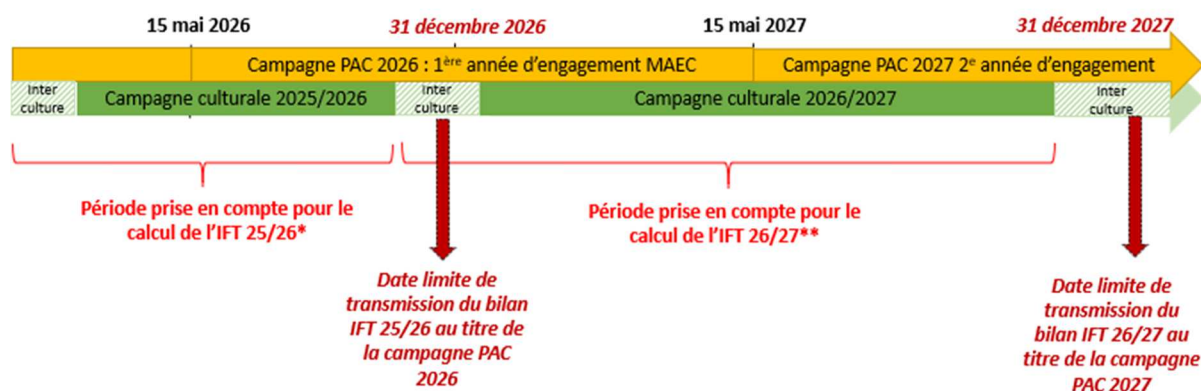 15 mai 2026
31 décembre 2026
15 mai 2027
31 décembre 2027
Campagne PAC 2026 : 1ère année d'engagement MAEC
Campagne PAC 2027 2e année d'engagement
Inter
culture
Campagne culturale 2025/2026
Inter
culture
Campagne culturale 2026/2027
Inter
culture
Période prise en compte pour le
calcul de l'IFT 25/26*
Période prise en compte pour le
calcul de l'IFT 26/27**
Date limite de
transmission du bilan
IFT 25/26 au titre de
la campagne PAC
2026
Date limite de
transmission du
bilan IFT 26/27 au
titre de la campagne
PAC 2027